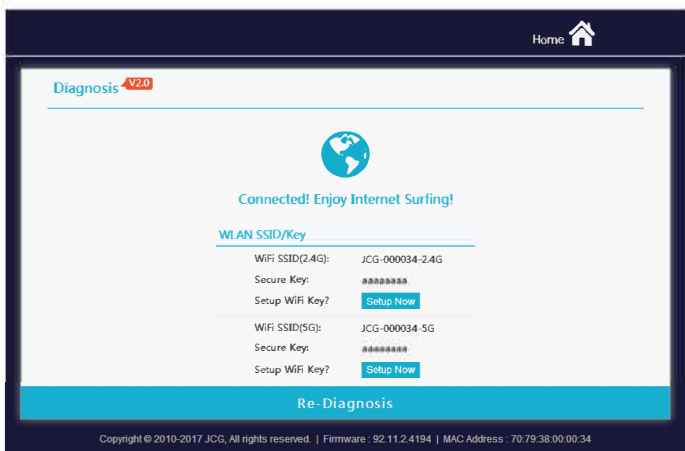 Home
Diagnosis V2.0
Connected! Enjoy Internet Surfing!
WLAN SSID/Key
WiFi SSID(2.4G): JCG-000034-2.4G
Secure Key: aaaaaaaa
Setup WiFi Key? Setup Now
WiFi SSID(5G): JCG-000034-5G
Secure Key: aaaaaaaa
Setup WiFi Key? Setup Now
Re-Diagnosis
Copyright © 2010-2017 JCG, All rights reserved. | Firmware : 92.11.2.4194 | MAC Address : 70:79:38:00:00:34